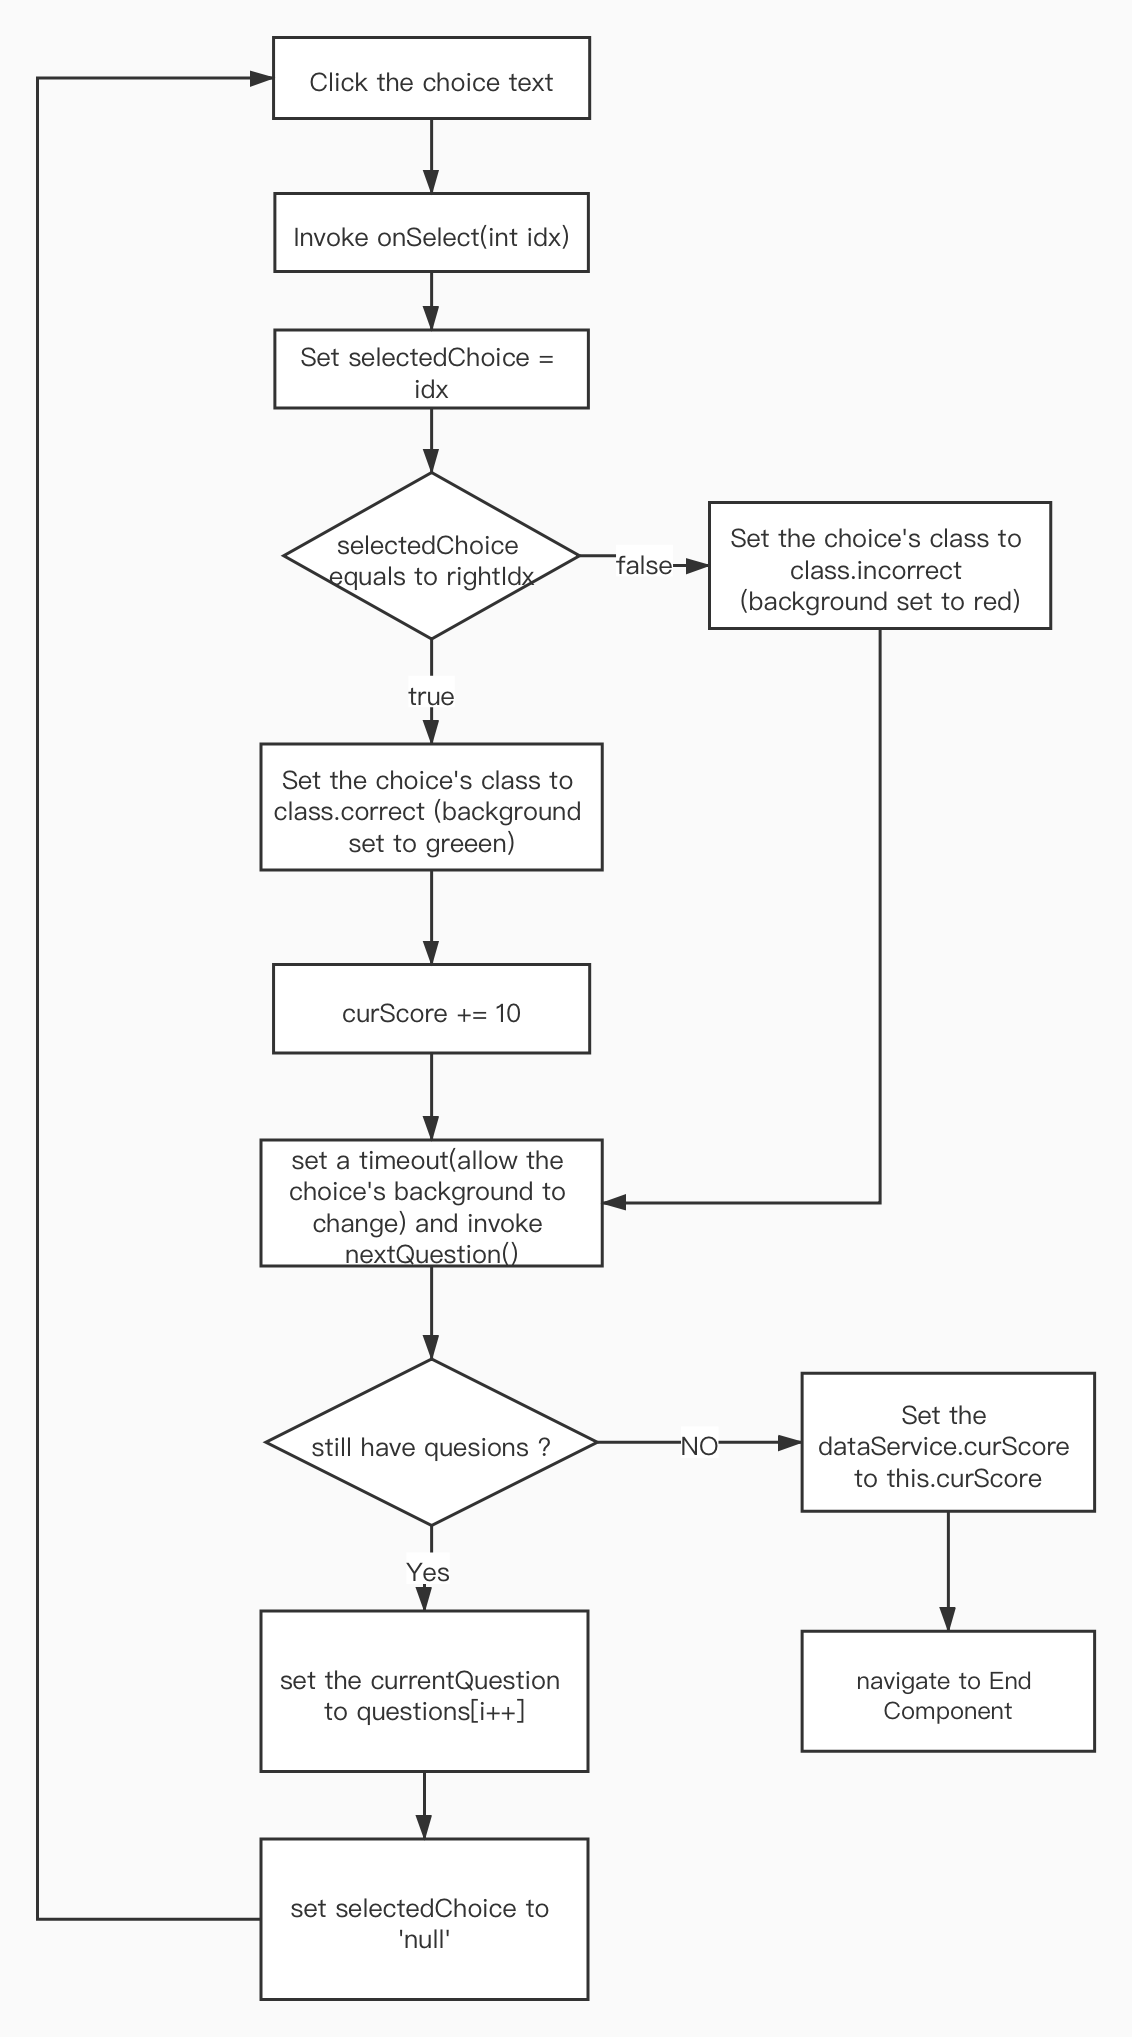 Click the choice text
Invoke onSelect(int idx)
Set selectedChoice =
idx
selectedChoice
equals to rightIdx
false
Set the choice's class to
class.incorrect
(background set to red)
true
Set the choice's class to
class.correct (background
set to greeen)
curScore += 10
set a timeout(allow the
choice's background to
change) and invoke
nextQuestion()
still have quesions ?
NO
Set the
dataService.curScore
to this.curScore
Yes
navigate to End
Component
set the currentQuestion
to questions[i++]
set selectedChoice to
'null'